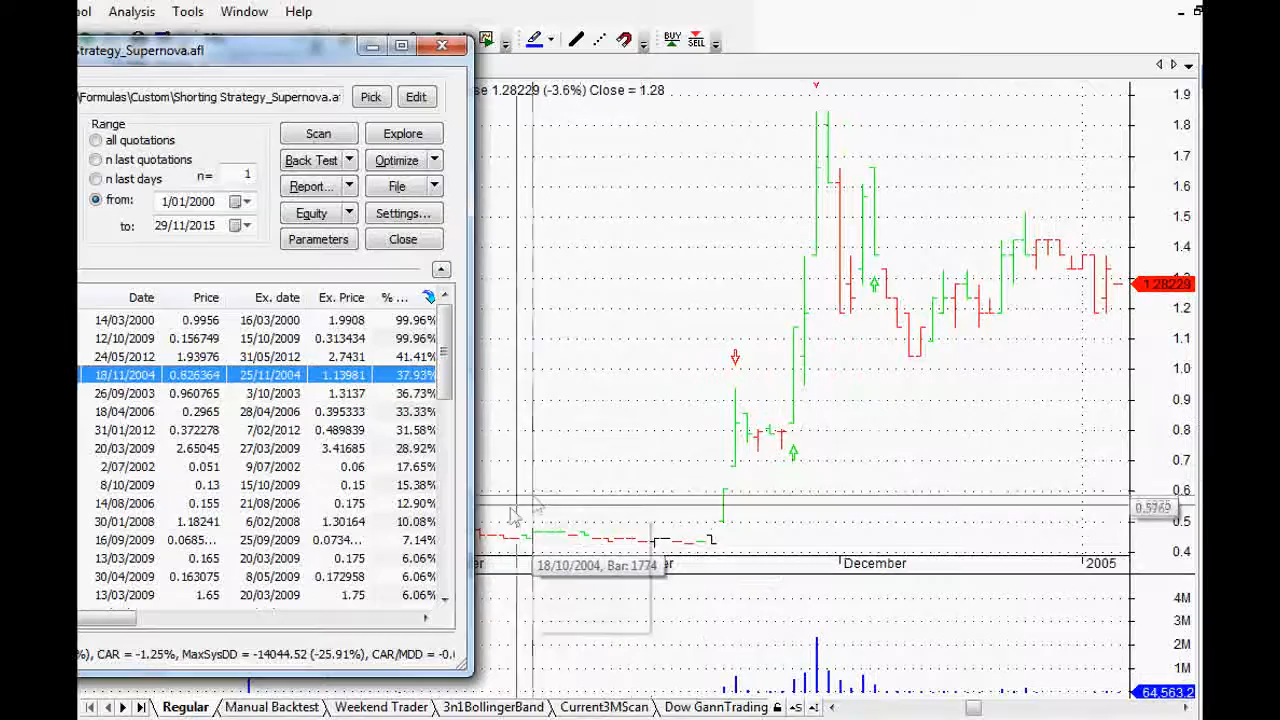 ol Analysis Tools Window Help
BUY SELL
trategy_Supernova.afl
se 1.28229 (-3.6%) Close = 1.28
\Formulas\Custom\Shorting Strategy_Supernova.a
Pick
Edit
Range
all quotations
n last quotations
n last days
n= 1
from: 1/01/2000
to: 29/11/2015
Scan
Explore
Back Test
Optimize
Report...
File
Equity
Settings...
Parameters
Close
Date Price Ex. date Ex. Price % ...
14/03/2000 0.9956 16/03/2000 1.9908 99.96%
12/10/2009 0.156749 15/10/2009 0.313434 99.96%
24/05/2012 1.93976 31/05/2012 2.7431 41.41%
18/11/2004 0.826364 25/11/2004 1.13981 37.93%
26/09/2003 0.960765 3/10/2003 1.3137 36.73%
18/04/2006 0.2965 28/04/2006 0.395333 33.33%
31/01/2012 0.372278 7/02/2012 0.489839 31.58%
20/03/2009 2.65045 27/03/2009 3.41685 28.92%
2/07/2002 0.051 9/07/2002 0.06 17.65%
8/10/2009 0.13 15/10/2009 0.15 15.38%
14/08/2006 0.155 21/08/2006 0.175 12.90%
30/01/2008 1.18241 6/02/2008 1.30164 10.08%
16/09/2009 0.0685... 25/09/2009 0.0734... 7.14%
13/03/2009 0.165 20/03/2009 0.175 6.06%
30/04/2009 0.163075 8/05/2009 0.172958 6.06%
13/03/2009 1.65 20/03/2009 1.75 6.06%
%), CAR = -1.25%, MaxSysDD = -14044.52 (-25.91%), CAR/MDD = -0.
1.9
1.8
1.7
1.6
1.5
1.4
1.3
1.28228
1.2
1.1
1.0
0.9
0.8
0.7
0.6
0.5
0.4
18/10/2004, Bar: 1774
er
December
2005
4M
3M
2M
1M
64,563.2
Regular Manual Backtest Weekend Trader 3n1BollingerBand Current3MScan Dow GannTrading